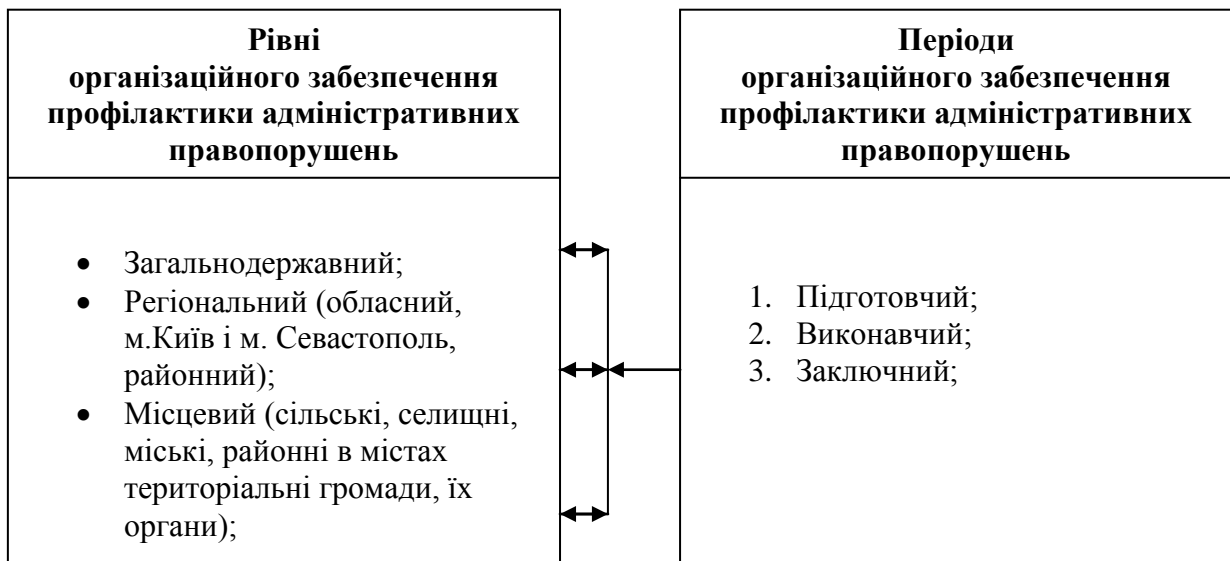 Рівні
організаційного забезпечення
профілактики адміністративних
правопорушень
• Загальнодержавний;
• Регіональний (обласний,
м.Київ і м. Севастополь,
районний);
• Місцевий (сільські, селищні,
міські, районні в містах
територіальні громади, їх
органи);
Періоди
організаційного забезпечення
профілактики адміністративних
правопорушень
1. Підготовчий;
2. Виконавчий;
3. Заключний;